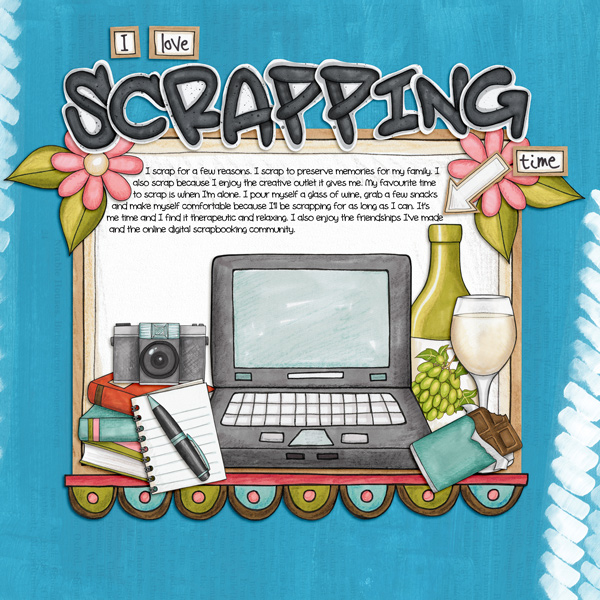 I love
SCRAPPING
time
I scrap for a few reasons. I scrap to preserve memories for my family. I
also scrap because I enjoy the creative outlet it gives me. My favourite time
to scrap is when I'm alone. I pour myself a glass of wine, grab a few snacks
and make myself comfortable because I'll be scrapping for as long as I can. It's
me time and I find it therapeutic and relaxing. I also enjoy the friendships I've made
and the online digital scrapbooking community.